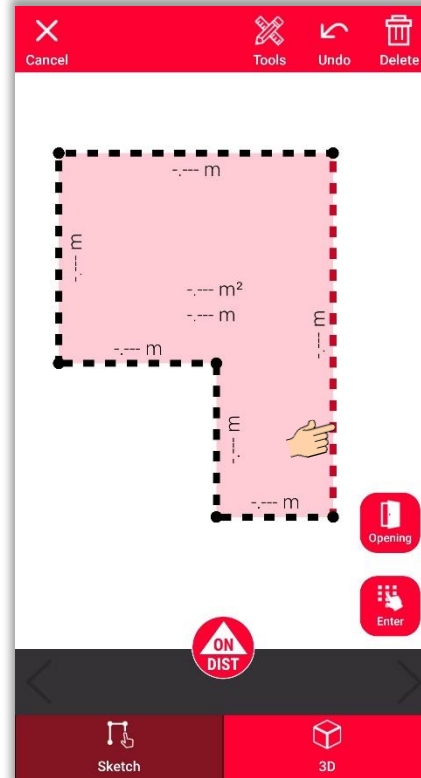 Cancel
Tools
Undo
Delete
-.--- m
-.--- m
-.--- m²
-.--- m
-.--- m
-.--- m
-.--- m
-.--- m
Opening
Enter
ON
DIST
Sketch
3D